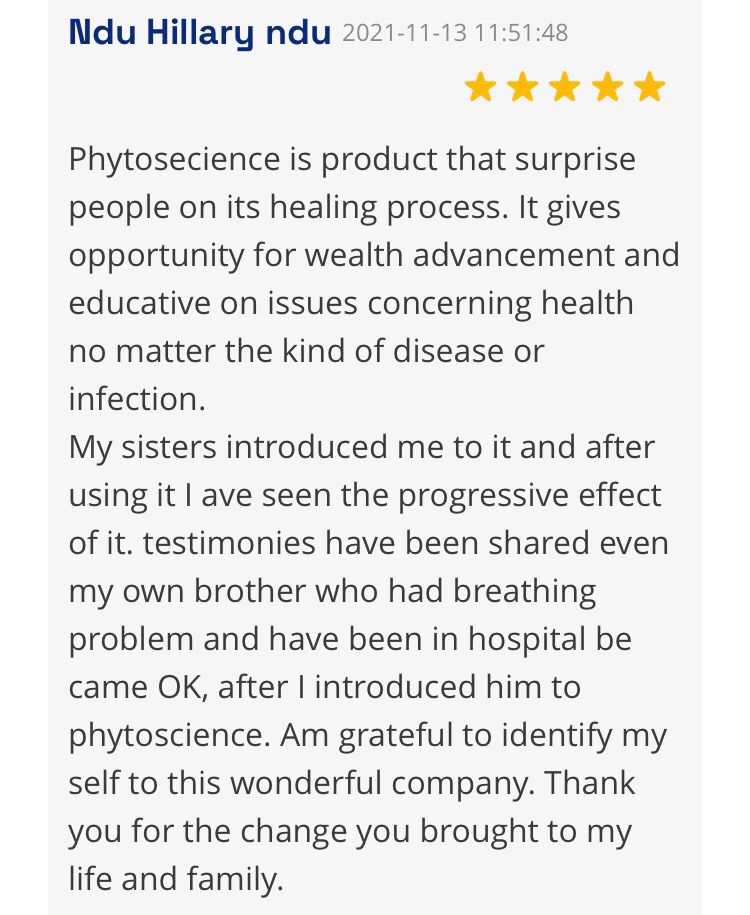 Ndu Hillary ndu 2021-11-13 11:51:48
Phytosecience is product that surprise
people on its healing process. It gives
opportunity for wealth advancement and
educative on issues concerning health
no matter the kind of disease or
infection.
My sisters introduced me to it and after
using it I ave seen the progressive effect
of it. testimonies have been shared even
my own brother who had breathing
problem and have been in hospital be
came OK, after I introduced him to
phytoscience. Am grateful to identify my
self to this wonderful company. Thank
you for the change you brought to my
life and family.